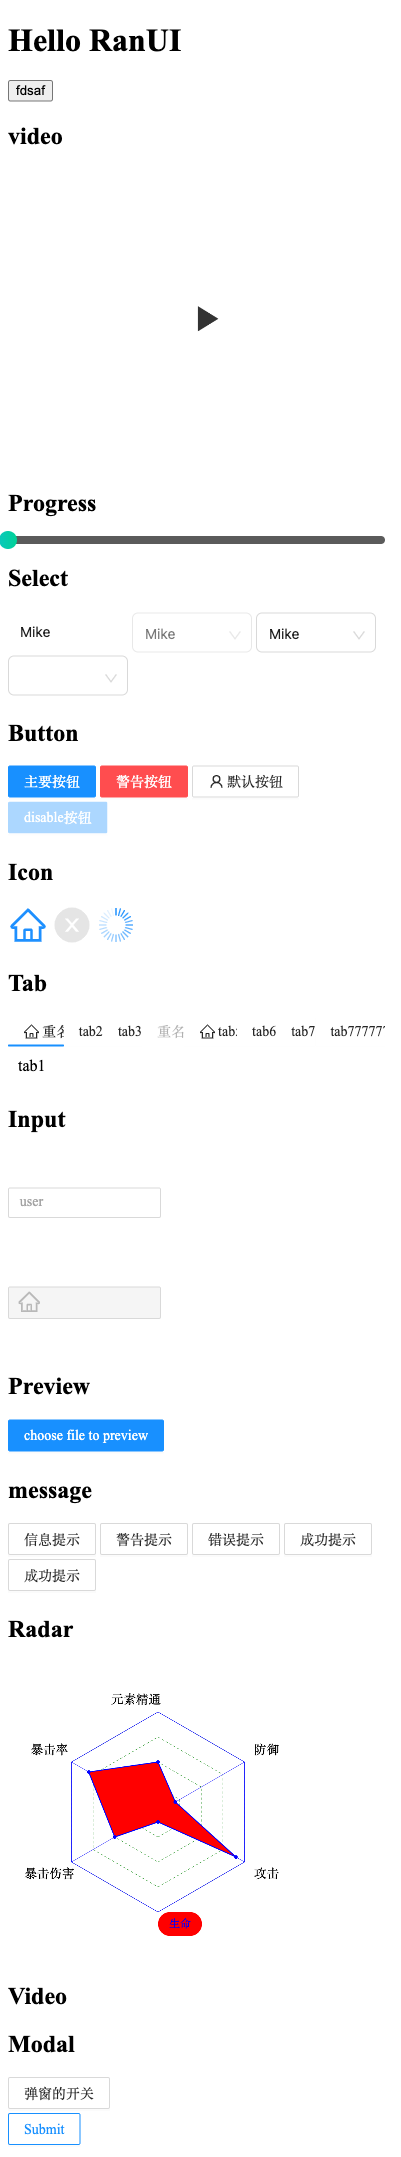 Hello RanUI
fdsaf
video
Progress
Select
Mike Mike Mike
Button
主要按钮 警告按钮 默认按钮
disable按钮
Icon
Tab
重名 tab2 tab3 重名 tab tab6 tab7 tab777777
tab1
Input
user
Preview
choose file to preview
message
信息提示 警告提示 错误提示 成功提示
成功提示
Radar
元素精通
暴击率 防御
暴击伤害 攻击
生命
Video
Modal
弹窗的开关
Submit